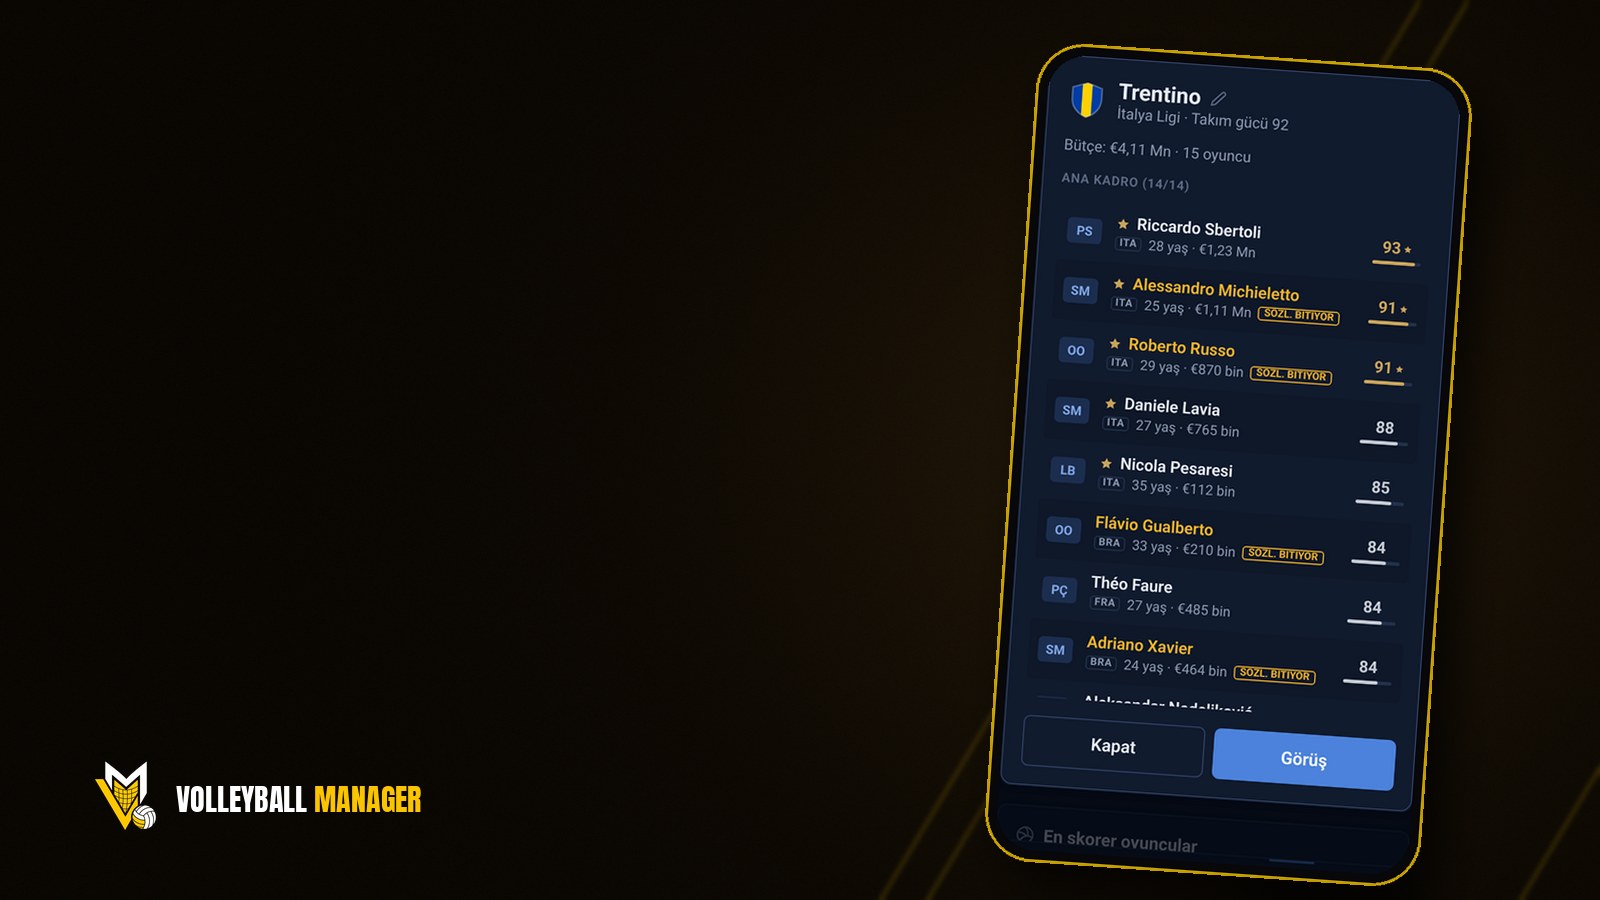 Trentino
İtalya Ligi · Takım gücü 92
Bütçe: €4,11 Mn · 15 oyuncu
ANA KADRO (14/14)
PS ★ Riccardo Sbertoli 93 ★
ITA 28 yaş · €1,23 Mn
SM ★ Alessandro Michieletto 91 ★
ITA 25 yaş · €1,11 Mn SÖZL. BİTİYOR
OO ★ Roberto Russo 91 ★
ITA 29 yaş · €870 bin SÖZL. BİTİYOR
SM ★ Daniele Lavia 88
ITA 27 yaş · €765 bin
LB ★ Nicola Pesaresi 85
ITA 35 yaş · €112 bin
OO Flávio Gualberto 84
BRA 33 yaş · €210 bin SÖZL. BİTİYOR
PÇ Théo Faure 84
FRA 27 yaş · €485 bin
SM Adriano Xavier 84
BRA 24 yaş · €464 bin SÖZL. BİTİYOR
Kapat Görüş
En skorer oyuncular
VOLLEYBALL MANAGER